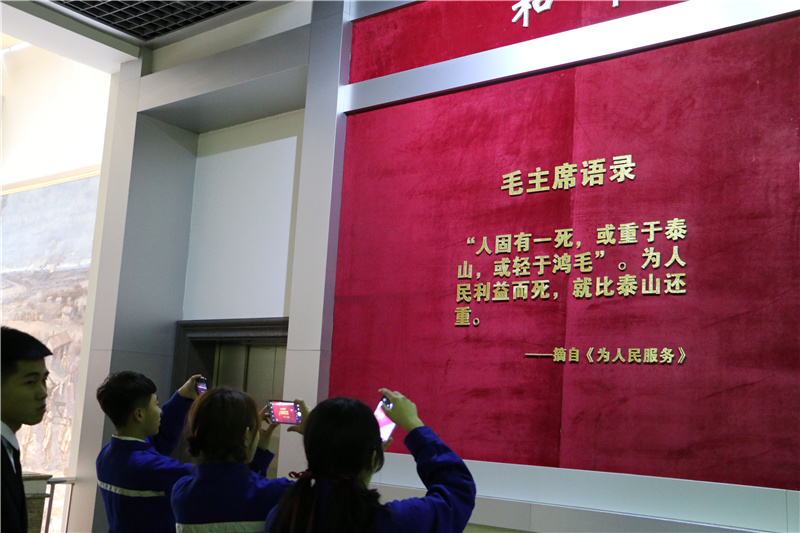 和
毛主席语录
“人固有一死，或重于泰
山，或轻于鸿毛”。为人
民利益而死，就比泰山还
重。
——摘自《为人民服务》